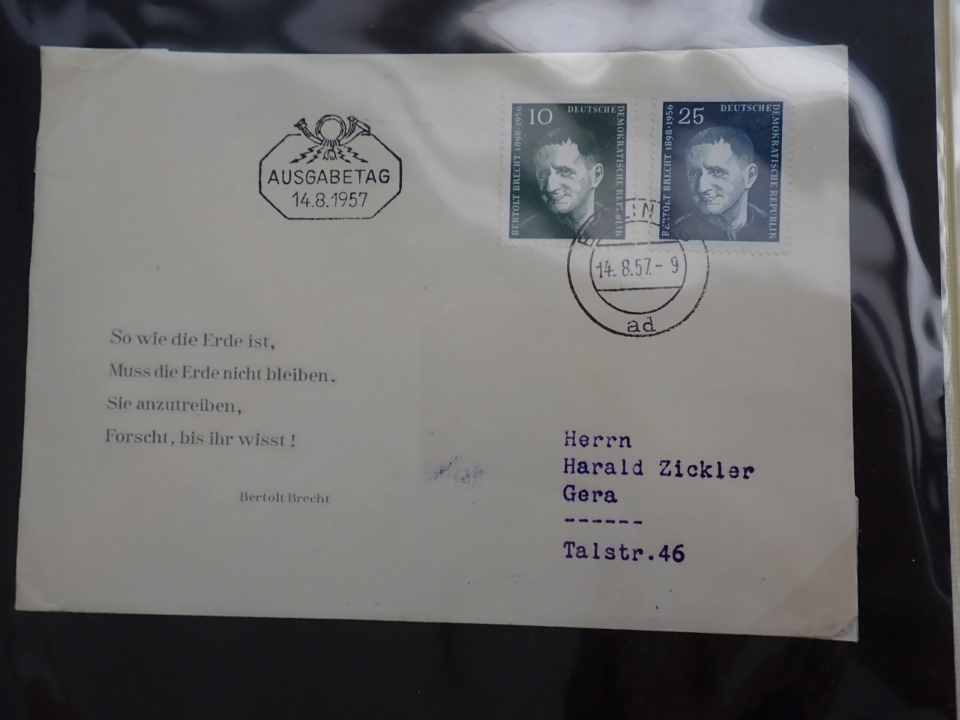 AUSGABETAG
14.8.1957
10 DEUTSCHE
DEMOKRATISCHE REPUBLIK
BERTOLT BRECHT 1898·1956
25 DEUTSCHE
DEMOKRATISCHE REPUBLIK
BERTOLT BRECHT 1898·1956
14.8.57.-9
ad
So wie die Erde ist,
Muss die Erde nicht bleiben.
Sie anzutreiben,
Forscht, bis ihr wisst!
Bertolt Brecht
Herrn
Harald Zickler
Gera
------
Talstr.46